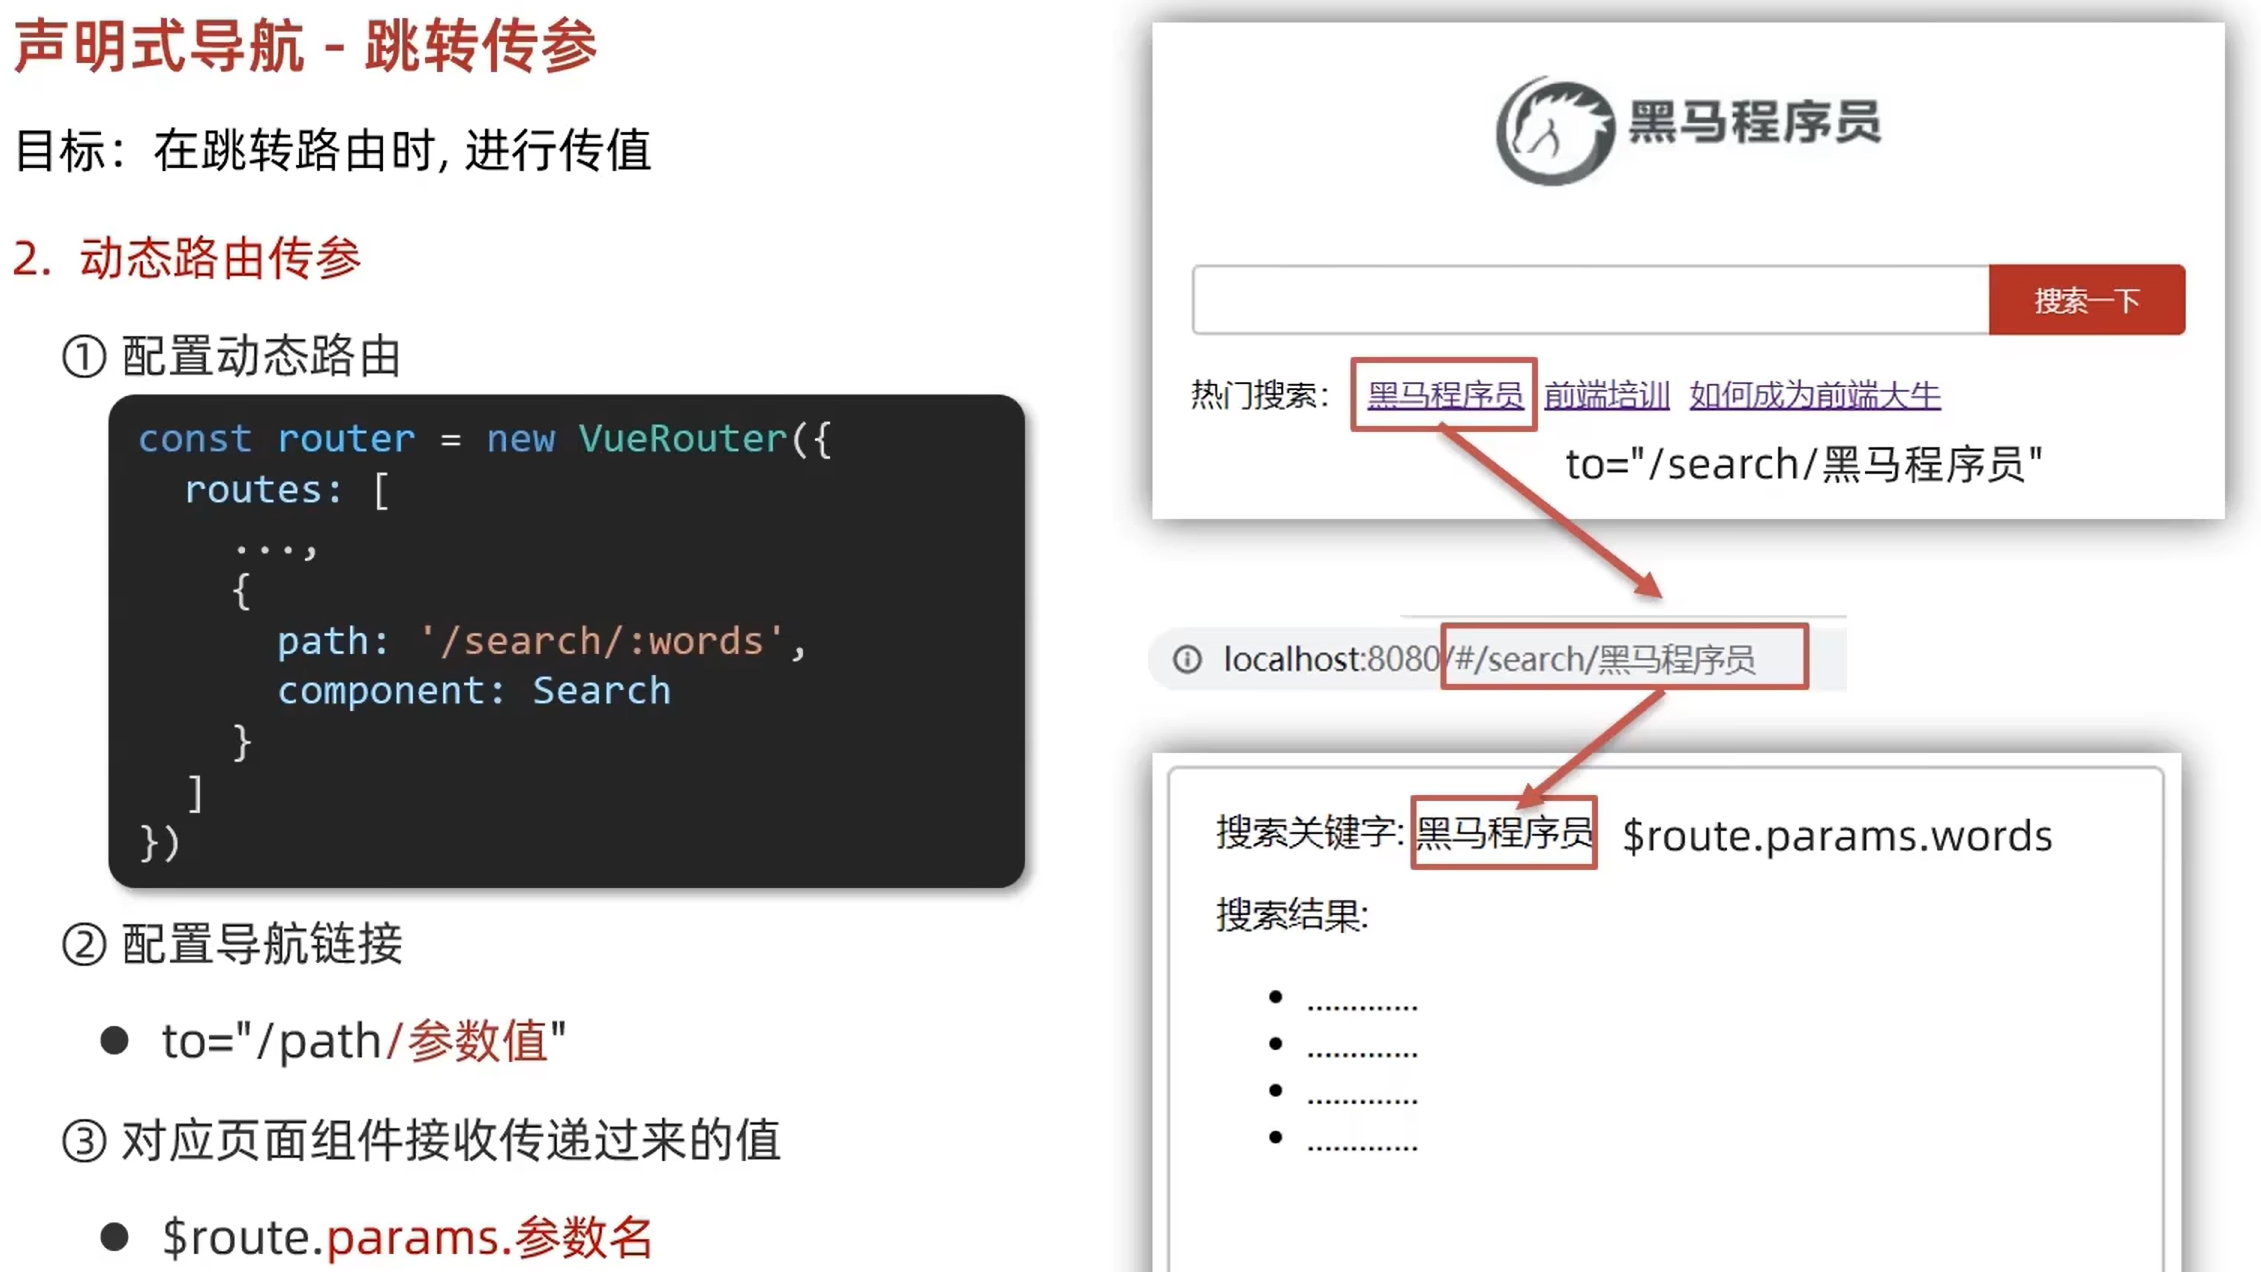 声明式导航 - 跳转传参
目标：在跳转路由时, 进行传值
2. 动态路由传参
① 配置动态路由
const router = new VueRouter({
routes: [
...,
{
path: '/search/:words',
component: Search
}
]
})
② 配置导航链接
● to="/path/参数值"
③ 对应页面组件接收传递过来的值
● $route.params.参数名
黑马程序员
搜索一下
热门搜索： 黑马程序员 前端培训 如何成为前端大牛
to="/search/黑马程序员"
localhost:8080/#/search/黑马程序员
搜索关键字: 黑马程序员 $route.params.words
搜索结果:
• .............
• .............
• .............
• .............